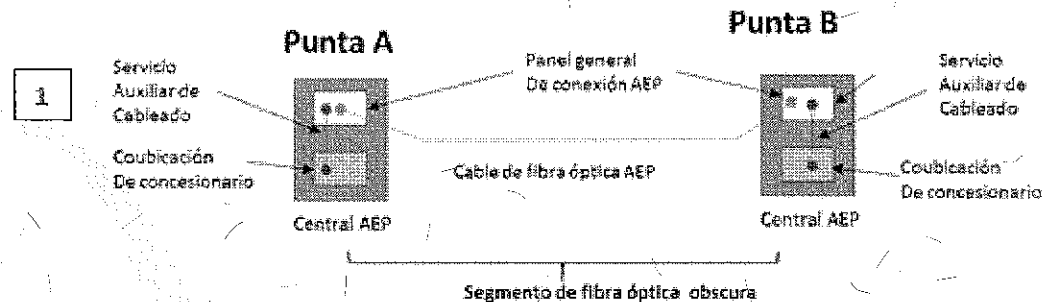 Punta A
Punta B
1
Servicio
Auxiliar de
Cableado
Panel general
De conexión AEP
Servicio
Auxiliar de
Cableado
Coubicación
De concesionario
Cable de fibra óptica AEP
Coubicación
De concesionario
Central AEP
Central AEP
Segmento de fibra óptica obscura